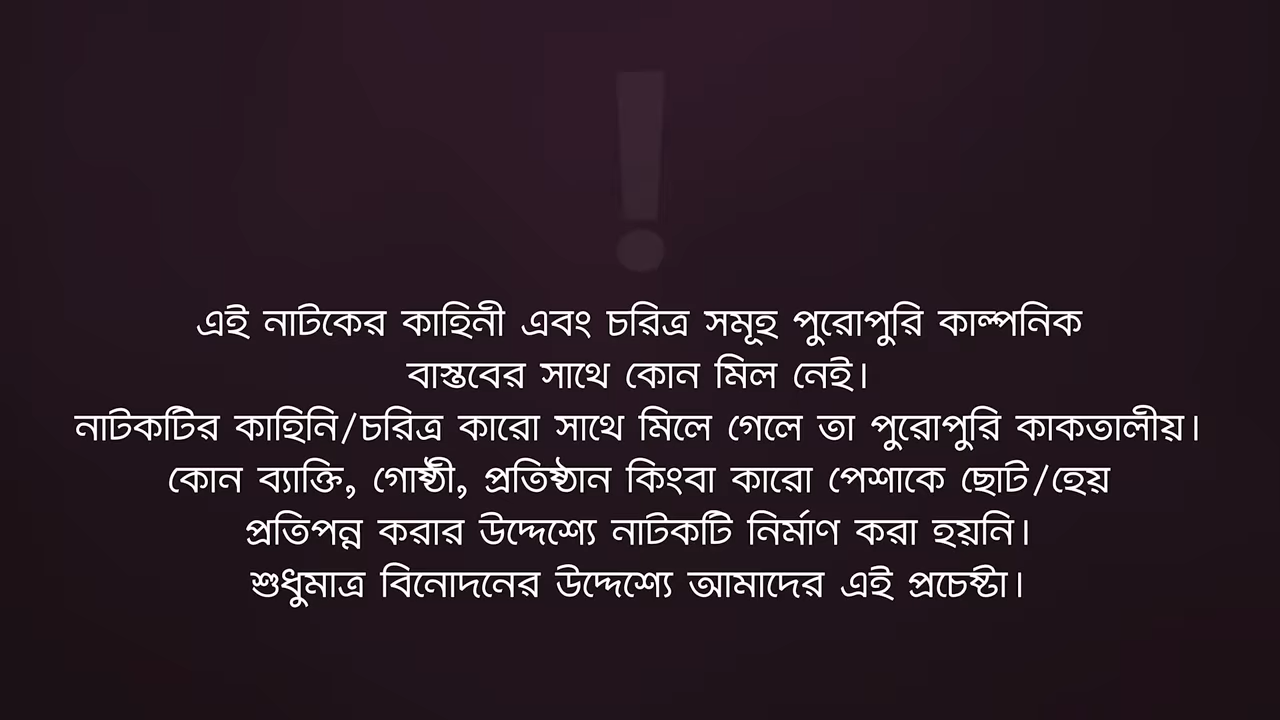 এই নাটকের কাহিনী এবং চরিত্র সমূহ পুরোপুরি কাল্পনিক
বাস্তবের সাথে কোন মিল নেই।
নাটকটির কাহিনি/চরিত্র কারো সাথে মিলে গেলে তা পুরোপুরি কাকতালীয়।
কোন ব্যাক্তি, গোষ্ঠী, প্রতিষ্ঠান কিংবা কারো পেশাকে ছোট/হেয়
প্রতিপন্ন করার উদ্দেশ্যে নাটকটি নির্মাণ করা হয়নি।
শুধুমাত্র বিনোদনের উদ্দেশ্যে আমাদের এই প্রচেষ্টা।